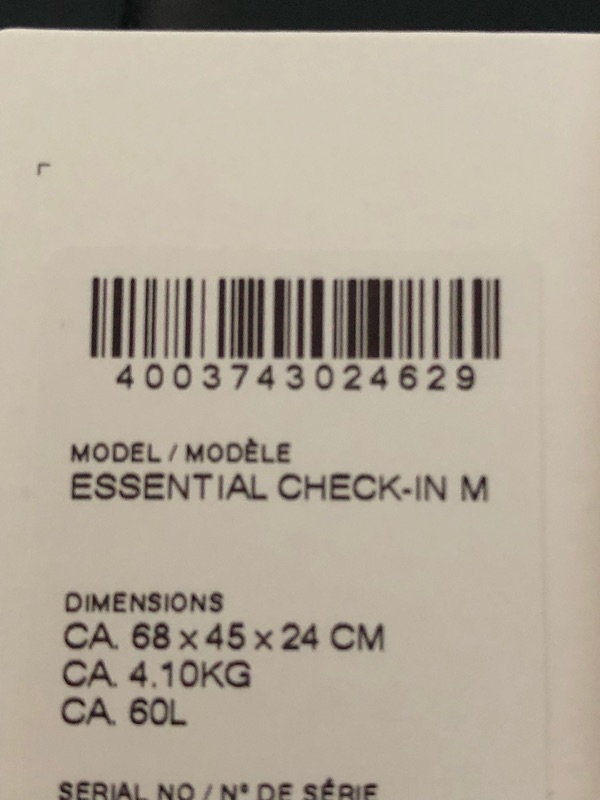 4003743024629
MODEL / MODÈLE
ESSENTIAL CHECK-IN M
DIMENSIONS
CA. 68 x 45 x 24 CM
CA. 4.10KG
CA. 60L
SERIAL NO / N° DE SÉRIE